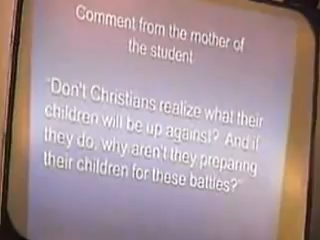 Comment from the mother of
the student
"Don't Christians realize what their
children will be up against? And if
they do, why aren't they preparing
their children for these battles?"